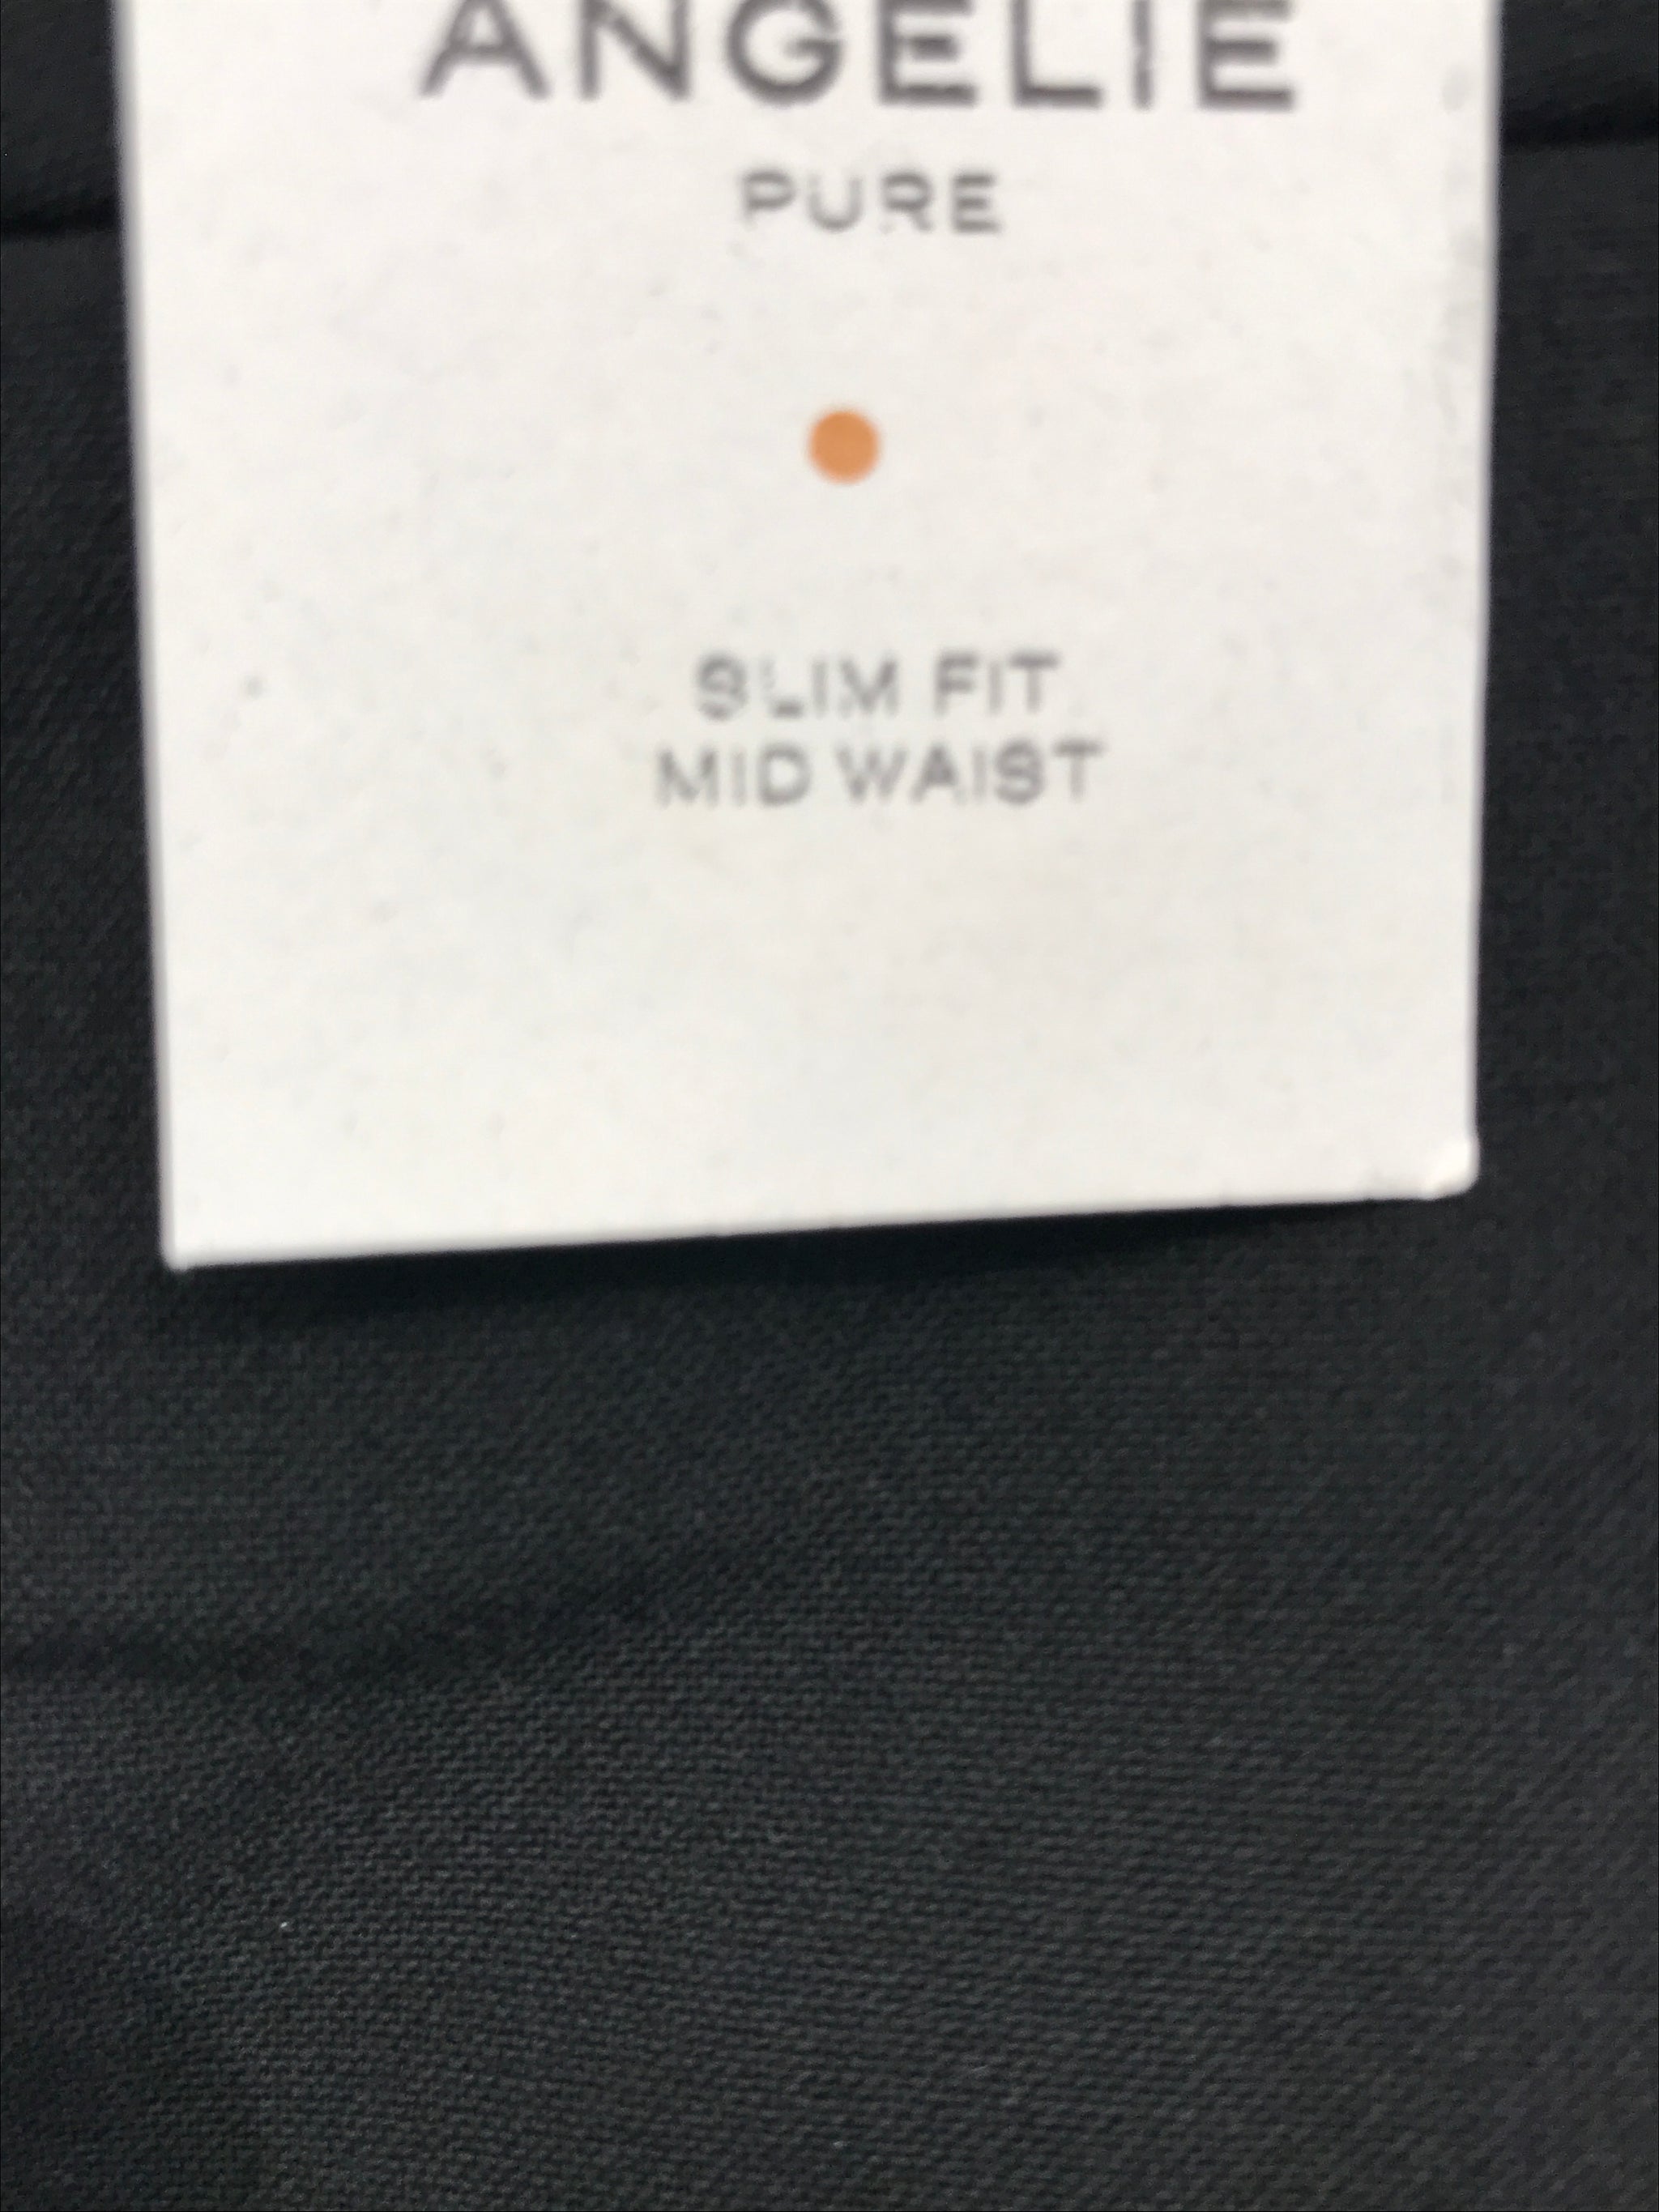 ANGELIE
PURE
SLIM FIT
MID WAIST